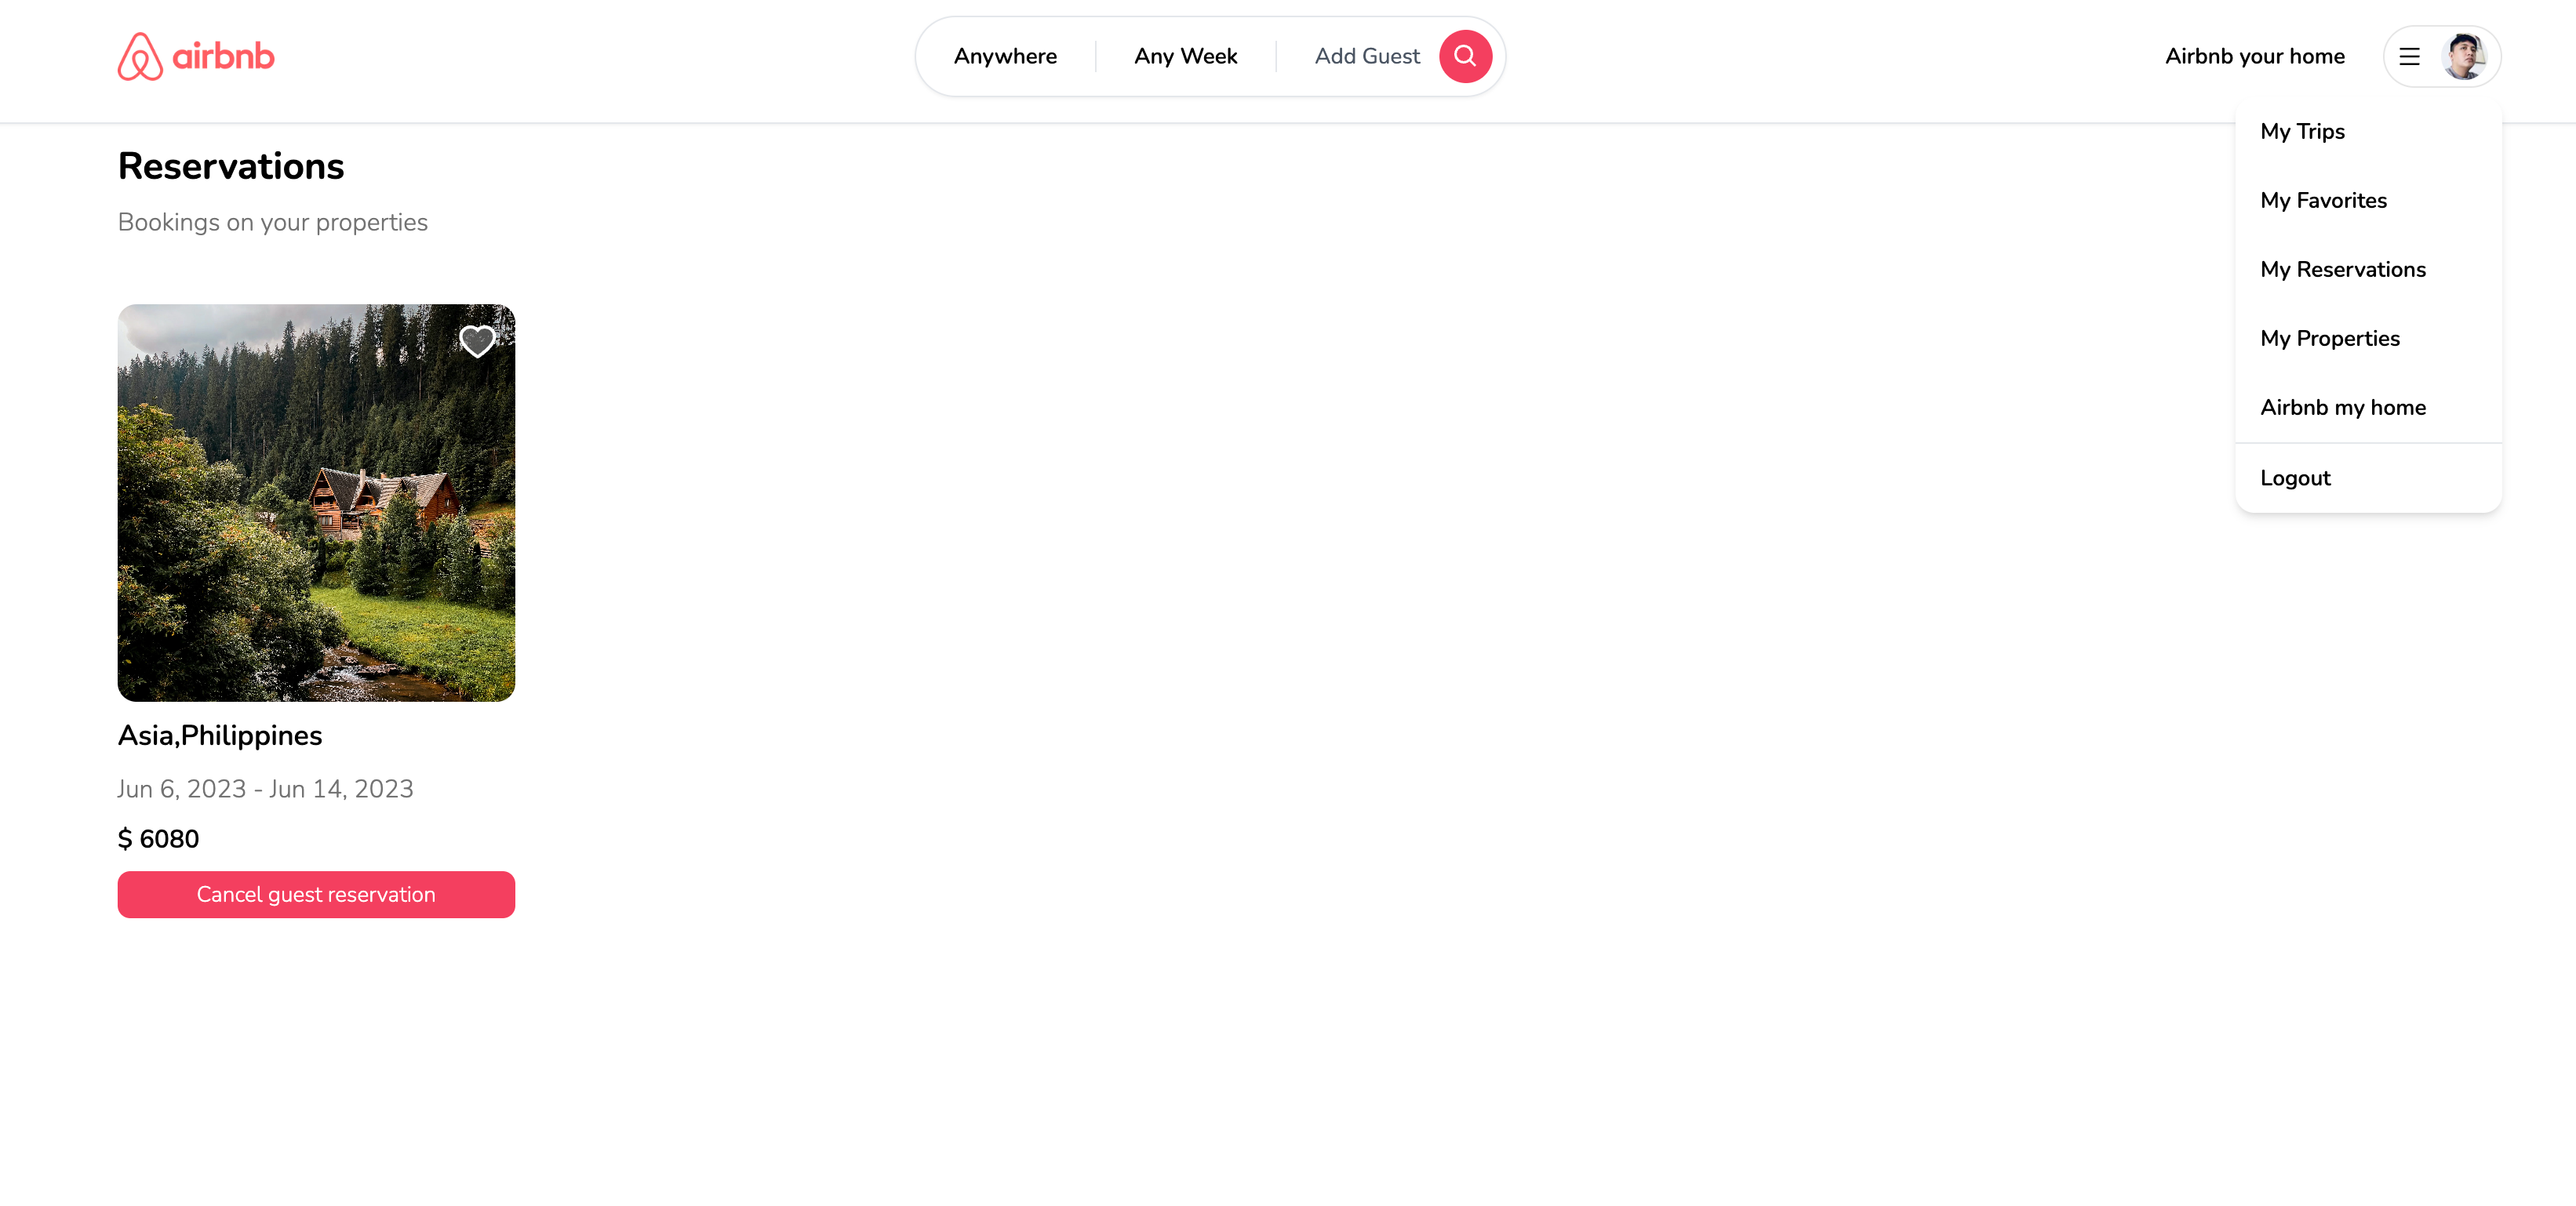 airbnb
Anywhere
Any Week
Add Guest
Airbnb your home
My Trips
My Favorites
My Reservations
My Properties
Airbnb my home
Logout
Reservations
Bookings on your properties
Asia,Philippines
Jun 6, 2023 - Jun 14, 2023
$ 6080
Cancel guest reservation